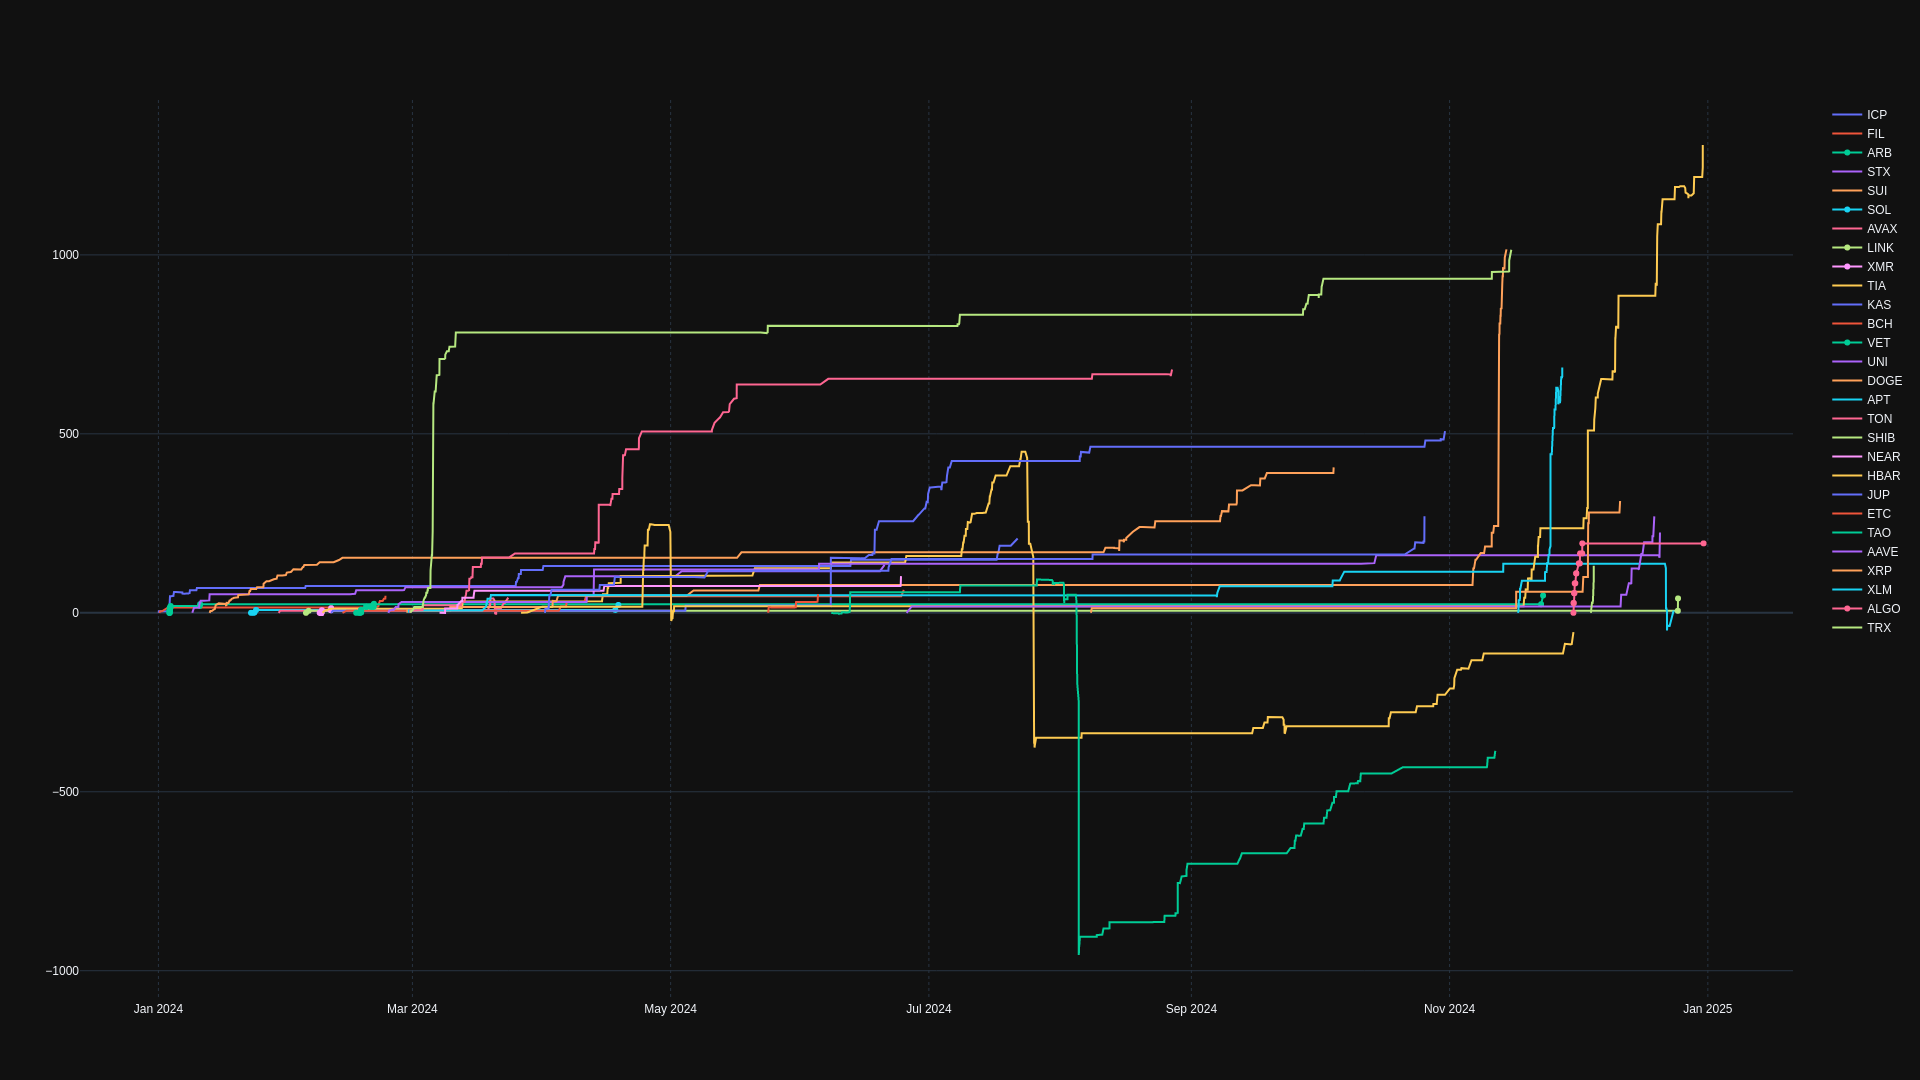 1000
500
0
−500
−1000
Jan 2024
Mar 2024
May 2024
Jul 2024
Sep 2024
Nov 2024
Jan 2025
ICP
FIL
ARB
STX
SUI
SOL
AVAX
LINK
XMR
TIA
KAS
BCH
VET
UNI
DOGE
APT
TON
SHIB
NEAR
HBAR
JUP
ETC
TAO
AAVE
XRP
XLM
ALGO
TRX